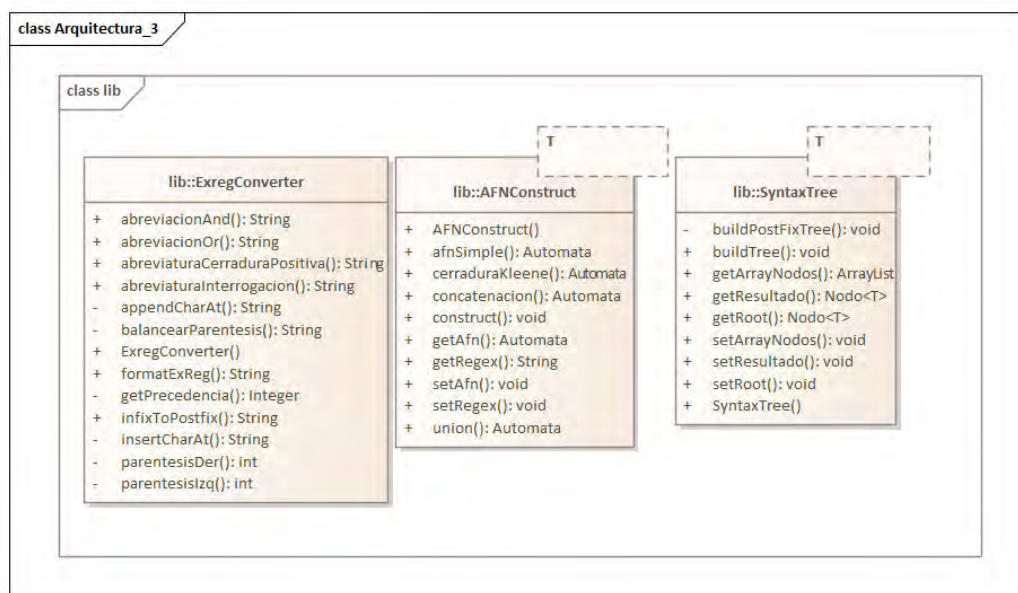 class Arquitectura_3
class lib
lib::ExregConverter
+ abreviacionAnd(): String
+ abreviacionOr(): String
+ abreviaturaCerraduraPositiva(): String
+ abreviaturaInterrogacion(): String
- appendCharAt(): String
- balancearParentesis(): String
+ ExregConverter()
+ formatExReg(): String
- getPrecedencia(): Integer
+ infixToPostfix(): String
- insertCharAt(): String
- parentesisDer(): int
- parentesisIzq(): int
T
lib::AFNConstruct
+ AFNConstruct()
+ afnSimple(): Automata
+ cerraduraKleene(): Automata
+ concatenacion(): Automata
+ construct(): void
+ getAfn(): Automata
+ getRegex(): String
+ setAfn(): void
+ setRegex(): void
+ union(): Automata
T
lib::SyntaxTree
- buildPostFixTree(): void
+ buildTree(): void
+ getArrayNodos(): ArrayList
+ getResultado(): Nodo<T>
+ getRoot(): Nodo<T>
+ setArrayNodos(): void
+ setResultado(): void
+ setRoot(): void
+ SyntaxTree()